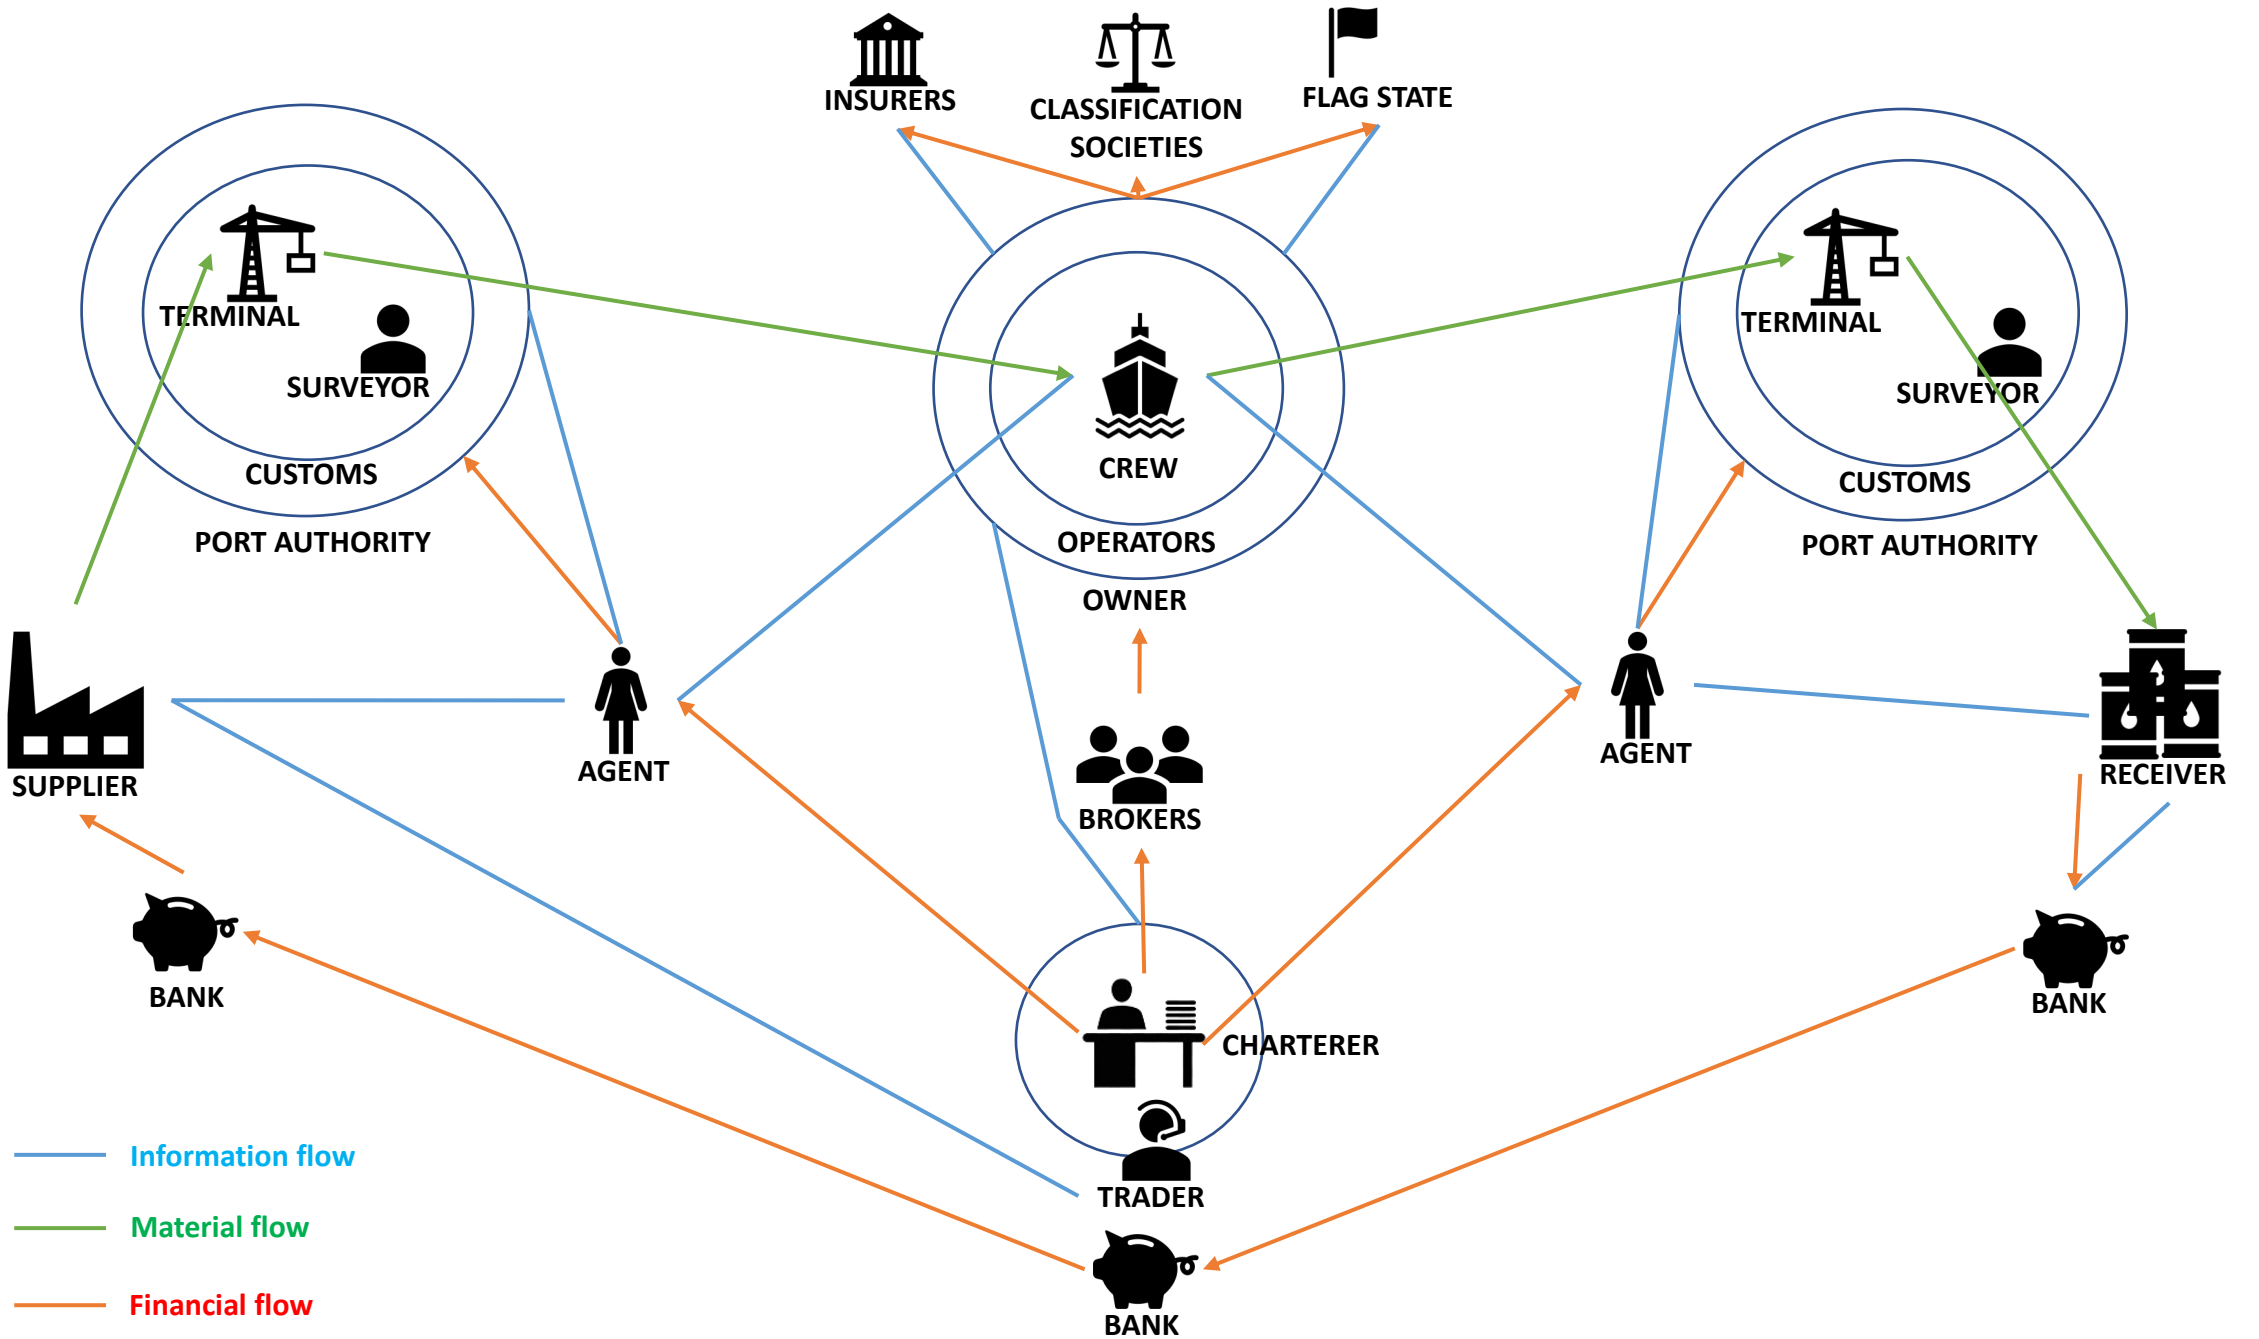 INSURERS
CLASSIFICATION
SOCIETIES
FLAG STATE
TERMINAL
SURVEYOR
CUSTOMS
PORT AUTHORITY
CREW
OPERATORS
OWNER
TERMINAL
SURVEYOR
CUSTOMS
PORT AUTHORITY
SUPPLIER
AGENT
BROKERS
AGENT
RECEIVER
BANK
CHARTERER
TRADER
BANK
BANK
Information flow
Material flow
Financial flow